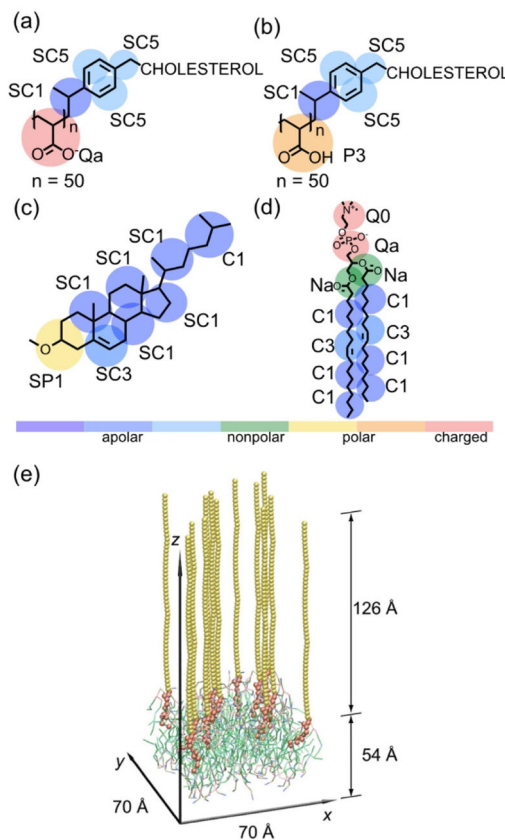 (a)
SC5
SC5
CHOLESTEROL
SC1
SC5
n
O
O⁻Qa
n = 50
(b)
SC5
SC5
CHOLESTEROL
SC1
SC5
n
O
OH P3
n = 50
(c)
SC1
SC1
SC1
C1
SC1
SC1
O
SC3
SP1
(d)
N⁺
Q0
O
O-P-O⁻
O
Qa
O
O
Na
Na
O
O
C1
C1
C3
C3
C1
C1
C1
C1
apolar nonpolar polar charged
(e)
z
126 Å
y
54 Å
70 Å
x
70 Å